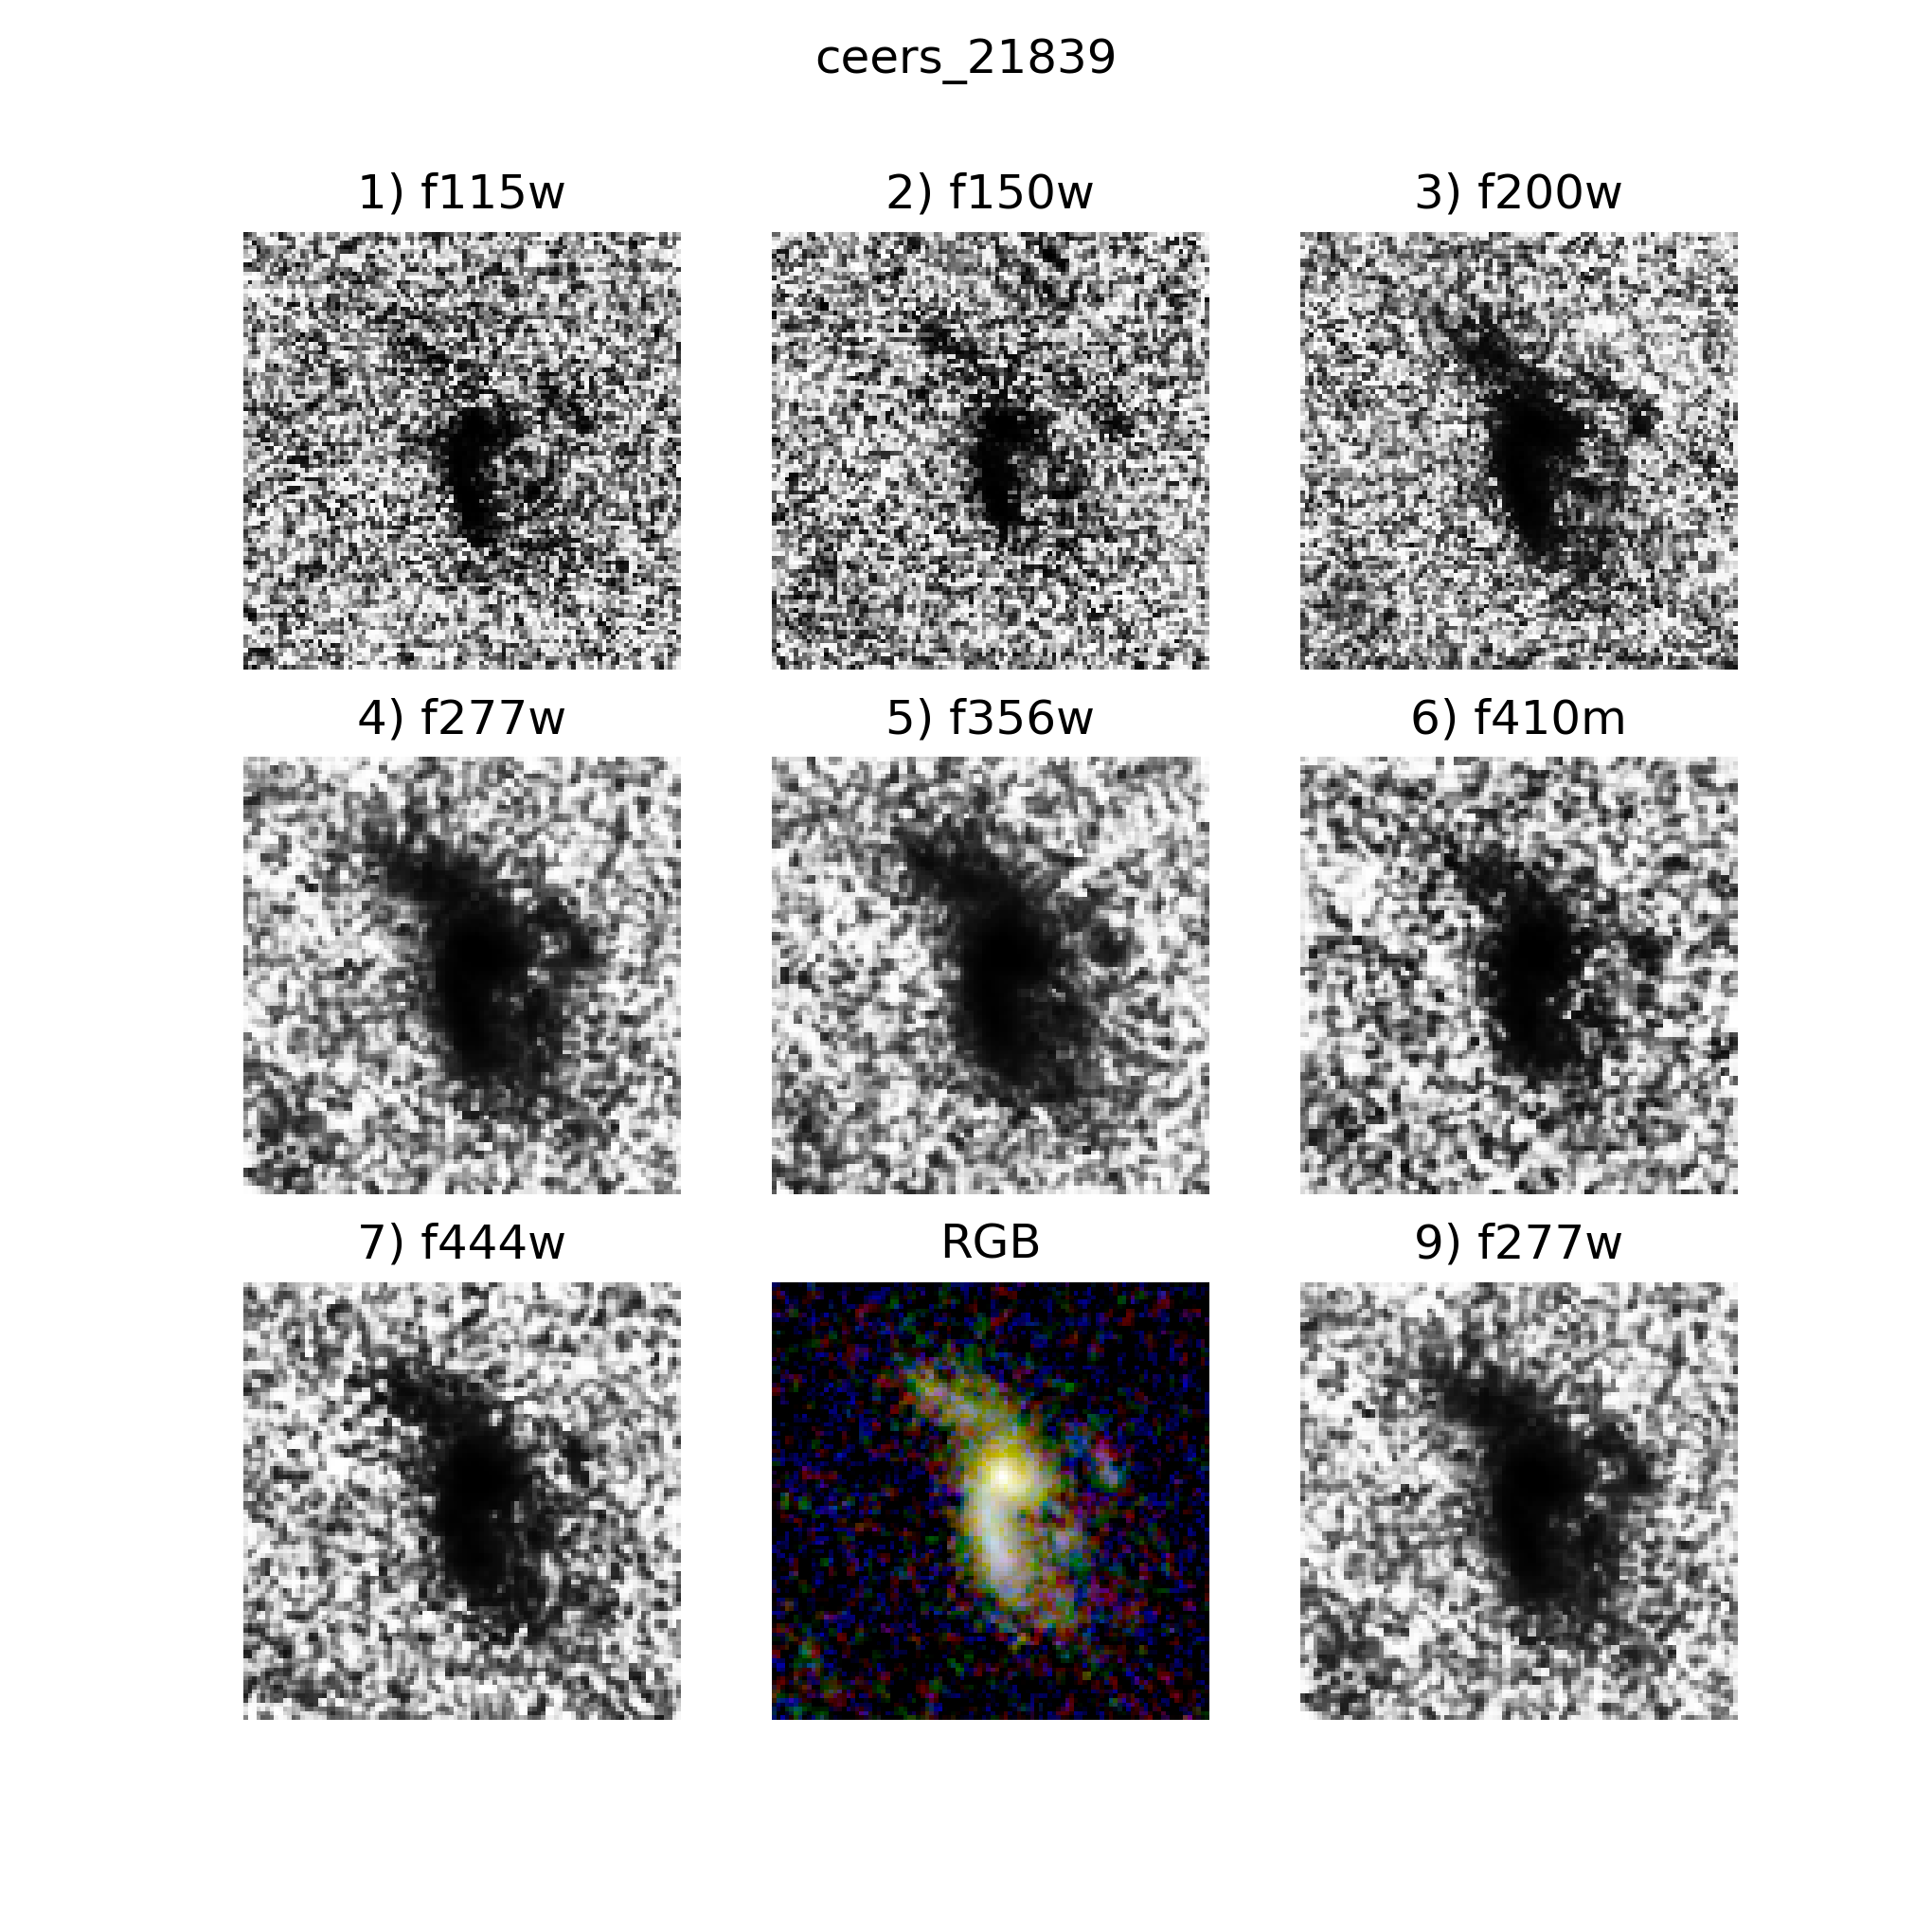 ceers_21839
1) f115w
2) f150w
3) f200w
4) f277w
5) f356w
6) f410m
7) f444w
RGB
9) f277w